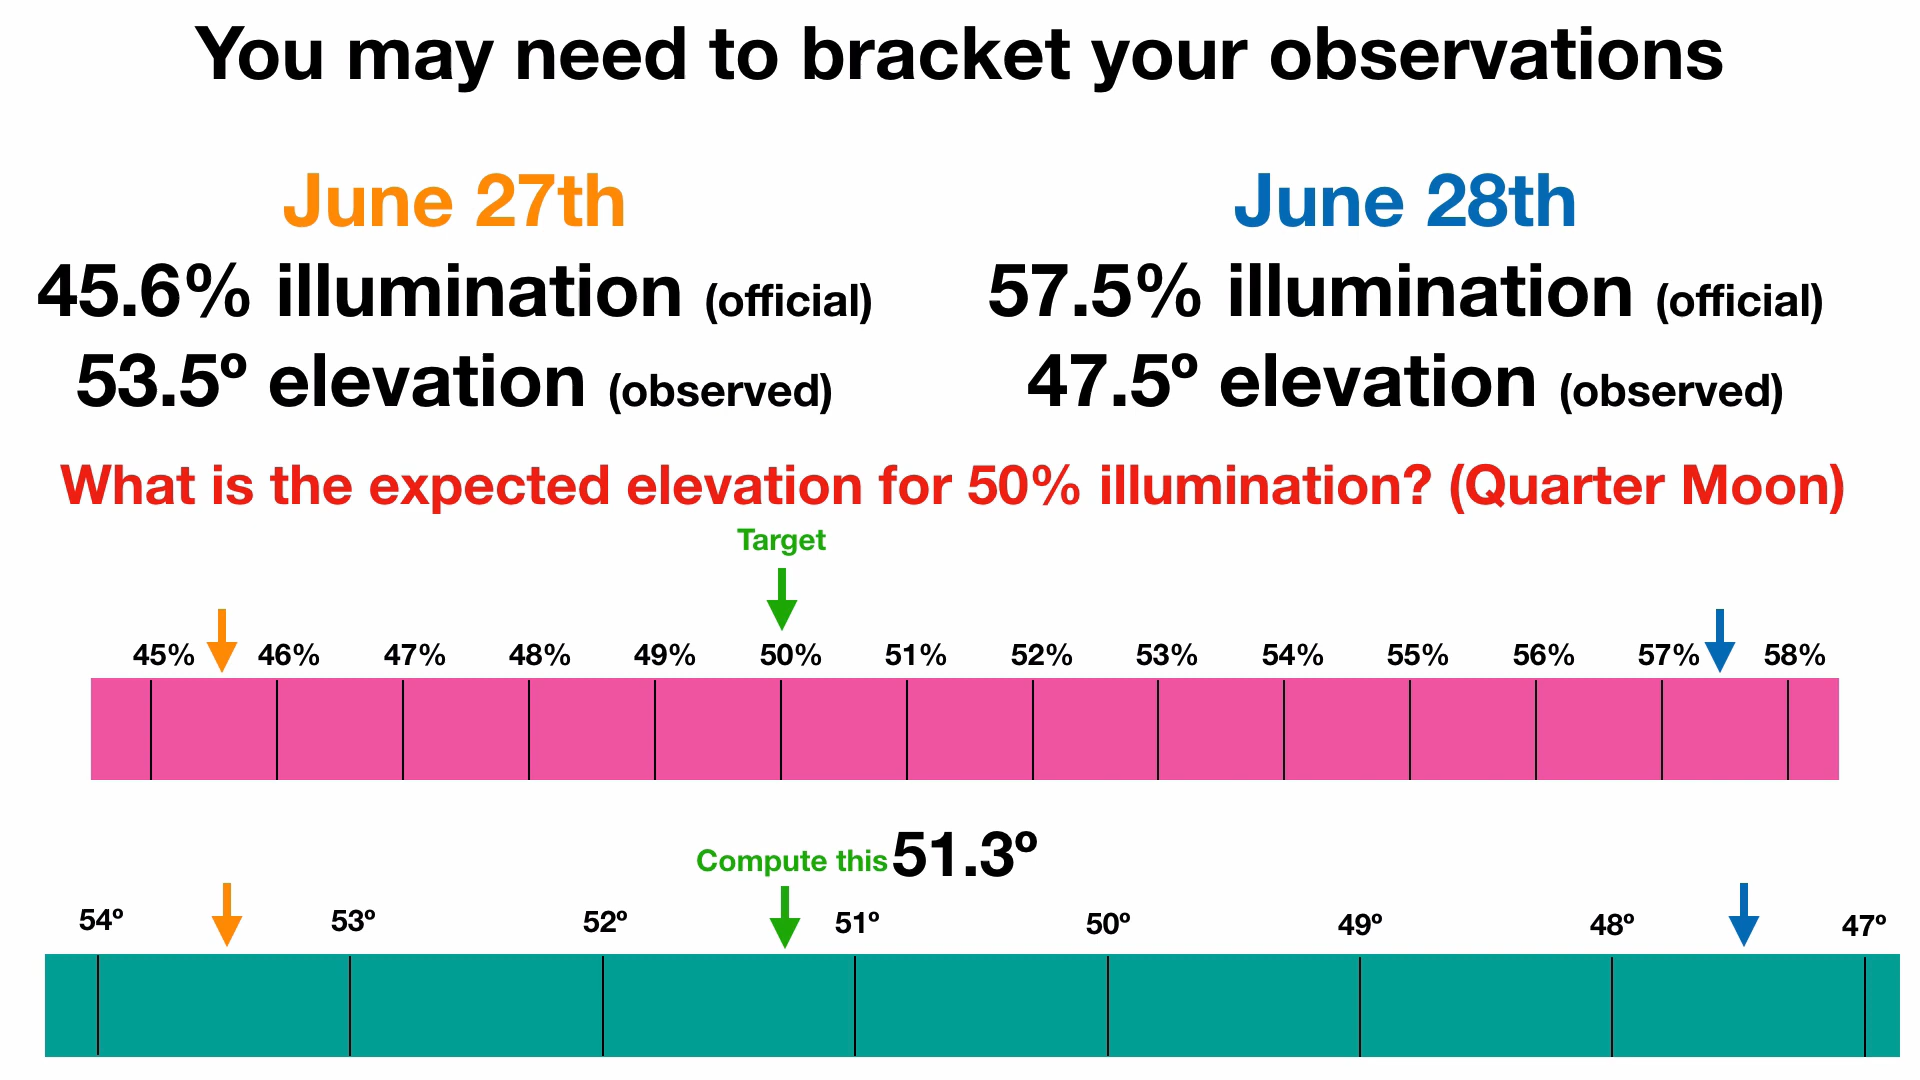 You may need to bracket your observations
June 27th
45.6% illumination (official)
53.5º elevation (observed)
June 28th
57.5% illumination (official)
47.5º elevation (observed)
What is the expected elevation for 50% illumination? (Quarter Moon)
Target
45% 46% 47% 48% 49% 50% 51% 52% 53% 54% 55% 56% 57% 58%
Compute this 51.3º
54º 53º 52º 51º 50º 49º 48º 47º